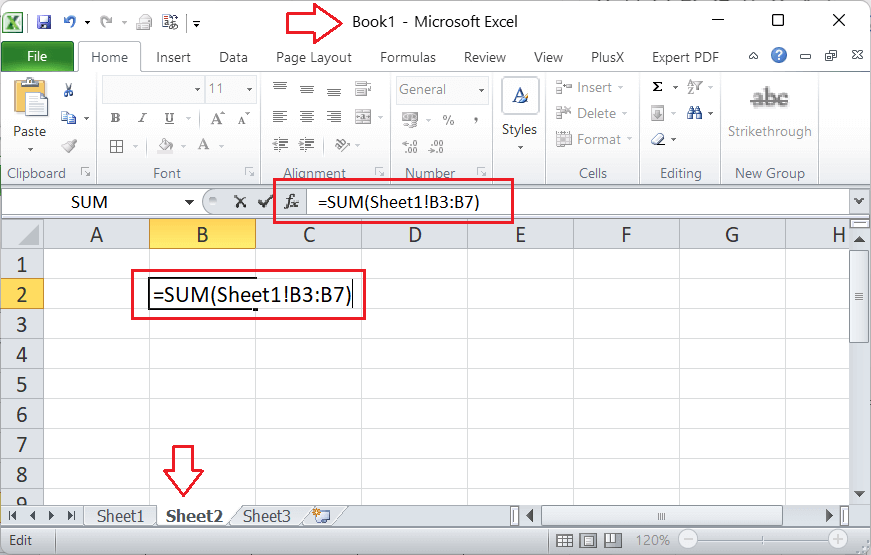 Book1 - Microsoft Excel
File Home Insert Data Page Layout Formulas Review View PlusX Expert PDF
Paste
Clipboard
11
B I U A A
A
Font
Alignment
General
% ,
Number
A
Styles
Insert
Delete
Format
Cells
Σ
Editing
abc
Strikethrough
New Group
SUM fx =SUM(Sheet1!B3:B7)
A B C D E F G H
1
2 =SUM(Sheet1!B3:B7)
3
4
5
6
7
8
9
Sheet1 Sheet2 Sheet3
Edit 120%